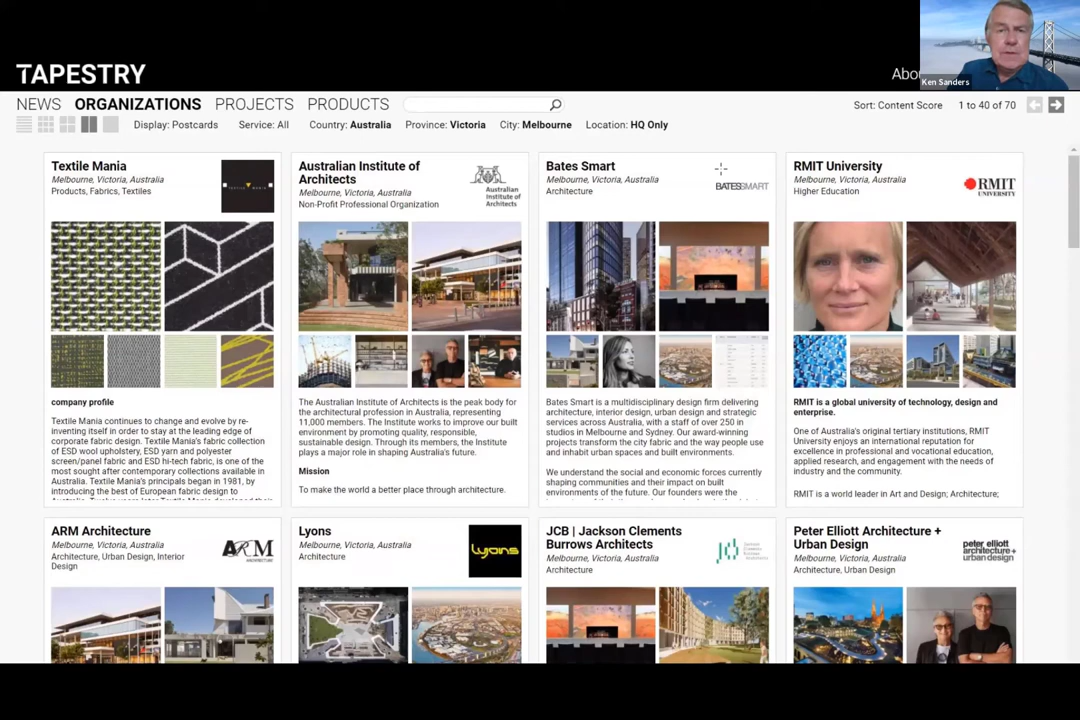 Ken Sanders
TAPESTRY
Abou
NEWS ORGANIZATIONS PROJECTS PRODUCTS
Sort: Content Score 1 to 40 of 70
Display: Postcards Service: All Country: Australia Province: Victoria City: Melbourne Location: HQ Only
Textile Mania
Melbourne, Victoria, Australia
Products, Fabrics, Textiles
TEXTILE MANIA
company profile
Textile Mania continues to change and evolve by re-
inventing itself in order to stay at the leading edge of
corporate fabric design. Textile Mania's fabric collection
of ESD wool upholstery, ESD yarn and polyester
screen/panel fabric and ESD hi-tech fabric, is one of the
most sought after contemporary collections available in
Australia. Textile Mania's principals began in 1981, by
introducing the best of European fabric design to
Australian Institute of
Architects
Melbourne, Victoria, Australia
Non-Profit Professional Organization
Australian
Institute of
Architects
The Australian Institute of Architects is the peak body for
the architectural profession in Australia, representing
11,000 members. The Institute works to improve our built
environment by promoting quality, responsible,
sustainable design. Through its members, the Institute
plays a major role in shaping Australia's future.
Mission
To make the world a better place through architecture.
Bates Smart
Melbourne, Victoria, Australia
Architecture
BATESSMART
Bates Smart is a multidisciplinary design firm delivering
architecture, interior design, urban design and strategic
services across Australia, with a staff of over 250 in
studios in Melbourne and Sydney. Our award-winning
projects transform the city fabric and the way people use
and inhabit urban spaces and built environments.
We understand the social and economic forces currently
shaping communities and their impact on built
environments of the future. Our founders were the
RMIT University
Melbourne, Victoria, Australia
Higher Education
RMIT
UNIVERSITY
RMIT is a global university of technology, design and
enterprise.
One of Australia's original tertiary institutions, RMIT
University enjoys an international reputation for
excellence in professional and vocational education,
applied research, and engagement with the needs of
industry and the community.
RMIT is a world leader in Art and Design; Architecture;
ARM Architecture
Melbourne, Victoria, Australia
Architecture, Urban Design, Interior
Design
ARM
ARCHITECTURE
Lyons
Melbourne, Victoria, Australia
Architecture
Lyons
JCB | Jackson Clements
Burrows Architects
Melbourne, Victoria, Australia
Architecture
Jackson
Clements
Burrows
Architects
Peter Elliott Architecture +
Urban Design
Melbourne, Victoria, Australia
Architecture, Urban Design
peter elliott
architecture+
urban design